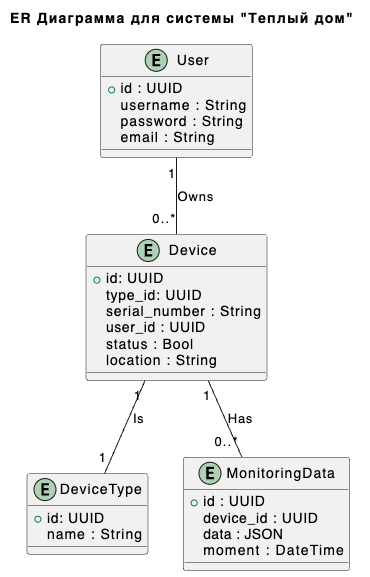 ER Диаграмма для системы "Теплый дом"
E User
id : UUID
username : String
password : String
email : String
1
Owns
0..*
E Device
id: UUID
type_id: UUID
serial_number : String
user_id : UUID
status : Bool
location : String
1 1
Is Has
1 0..*
E DeviceType
id: UUID
name : String
E MonitoringData
id : UUID
device_id : UUID
data : JSON
moment : DateTime